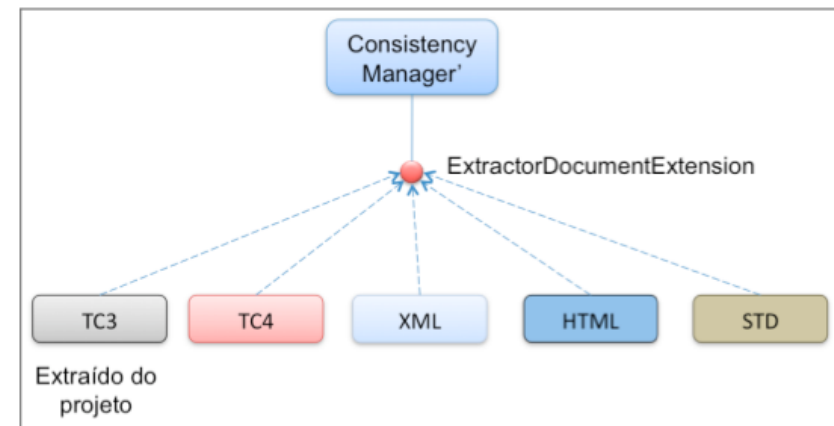 Consistency
Manager’
ExtractorDocumentExtension
TC3
TC4
XML
HTML
STD
Extraído do
projeto